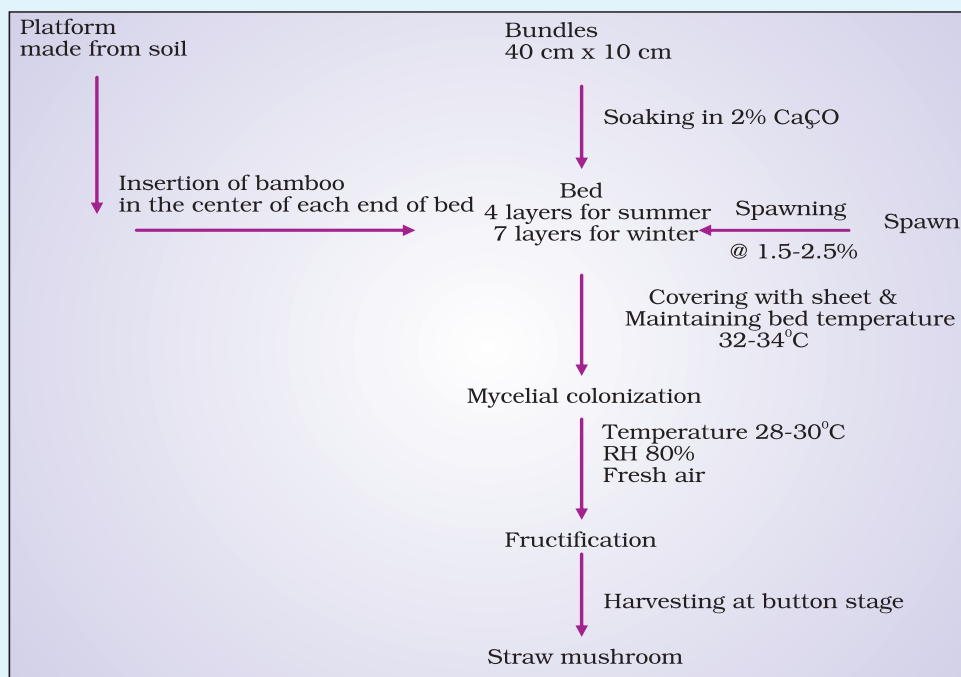 Platform
made from soil
Bundles
40 cm x 10 cm
Soaking in 2% CaCO3
Insertion of bamboo
in the center of each end of bed
Bed
4 layers for summer
7 layers for winter
Spawning
@ 1.5-2.5%
Spawn
Covering with sheet &
Maintaining bed temperature
32-34⁰C
Mycelial colonization
Temperature 28-30⁰C
RH 80%
Fresh air
Fructification
Harvesting at button stage
Straw mushroom